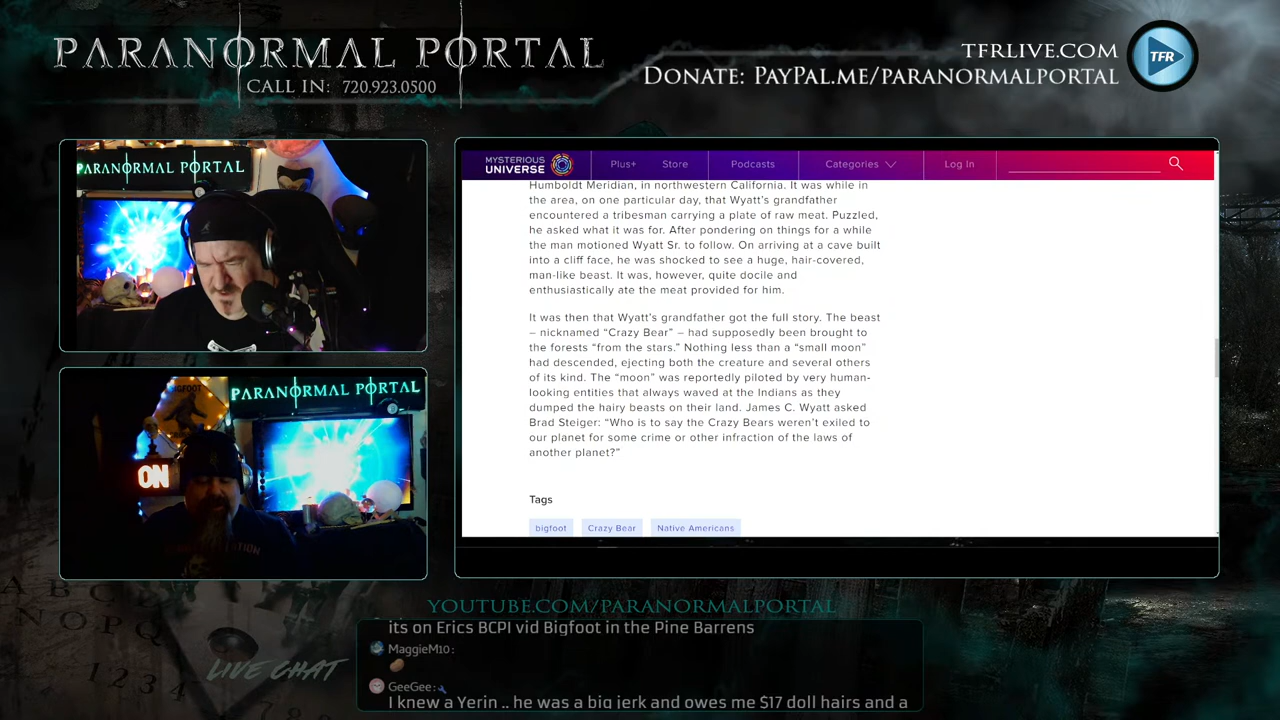 PARANORMAL PORTAL
CALL IN: 720.923.0500
TFRLIVE.COM
DONATE: PAYPAL.ME/PARANORMALPORTAL
TFR
PARANORMAL PORTAL
BIGFOOT
PARANORMAL PORTAL
ON
MYSTERIOUS
UNIVERSE
Plus+ Store Podcasts Categories Log In
Humboldt Meridian, in northwestern California. It was while in
the area, on one particular day, that Wyatt’s grandfather
encountered a tribesman carrying a plate of raw meat. Puzzled,
he asked what it was for. After pondering on things for a while
the man motioned Wyatt Sr. to follow. On arriving at a cave built
into a cliff face, he was shocked to see a huge, hair-covered,
man-like beast. It was, however, quite docile and
enthusiastically ate the meat provided for him.
It was then that Wyatt’s grandfather got the full story. The beast
– nicknamed “Crazy Bear” – had supposedly been brought to
the forests “from the stars.” Nothing less than a “small moon”
had descended, ejecting both the creature and several others
of its kind. The “moon” was reportedly piloted by very human-
looking entities that always waved at the Indians as they
dumped the hairy beasts on their land. James C. Wyatt asked
Brad Steiger: “Who is to say the Crazy Bears weren’t exiled to
our planet for some crime or other infraction of the laws of
another planet?”
Tags
bigfoot Crazy Bear Native Americans
YOUTUBE.COM/PARANORMALPORTAL
LIVE CHAT
its on Erics BCPI vid Bigfoot in the Pine Barrens
MaggieM10:
GeeGee:
I knew a Yerin .. he was a big jerk and owes me $17 doll hairs and a